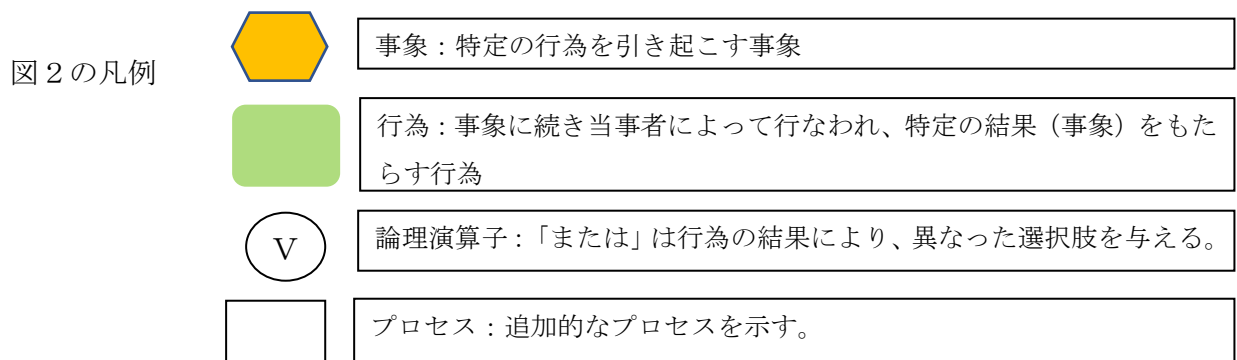 事象：特定の行為を引き起こす事象
図２の凡例
行為：事象に続き当事者によって行なわれ、特定の結果（事象）をもた
らす行為
V
論理演算子：「または」は行為の結果により、異なった選択肢を与える。
プロセス：追加的なプロセスを示す。